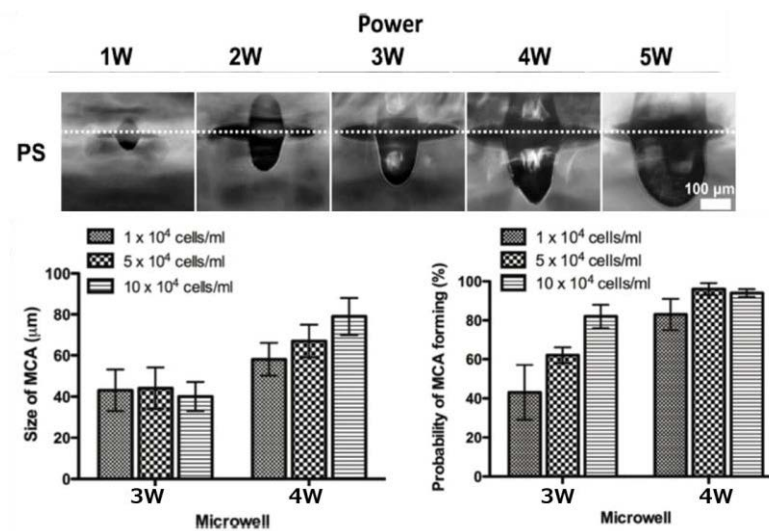 Power
1W 2W 3W 4W 5W
PS
100 µm
1 x 10⁴ cells/ml
5 x 10⁴ cells/ml
10 x 10⁴ cells/ml
Size of MCA (µm)
100
80
60
40
20
0
3W 4W
Microwell
1 x 10⁴ cells/ml
5 x 10⁴ cells/ml
10 x 10⁴ cells/ml
Probability of MCA forming (%)
100
80
60
40
20
0
3W 4W
Microwell